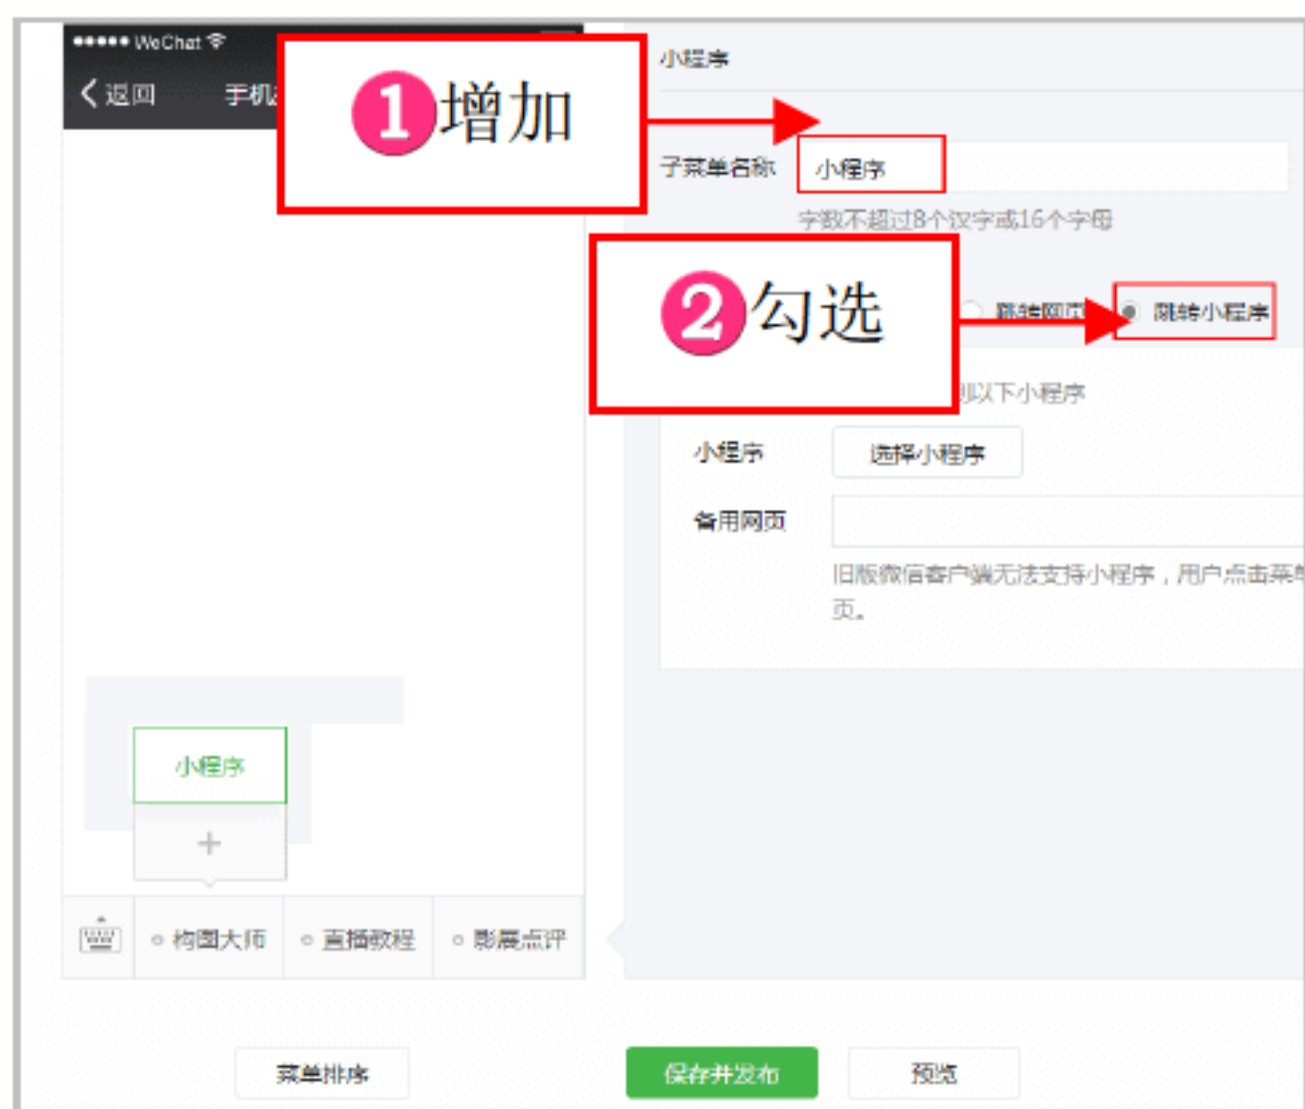 WeChat
返回 手机
❶增加
小程序
子菜单名称 小程序
字数不超过8个汉字或16个字母
❷勾选
跳转网页 跳转小程序
以下小程序
小程序 选择小程序
备用网页
旧版微信客户端无法支持小程序，用户点击菜单
页。
小程序
+
构图大师 直播教程 影展点评
菜单排序 保存并发布 预览